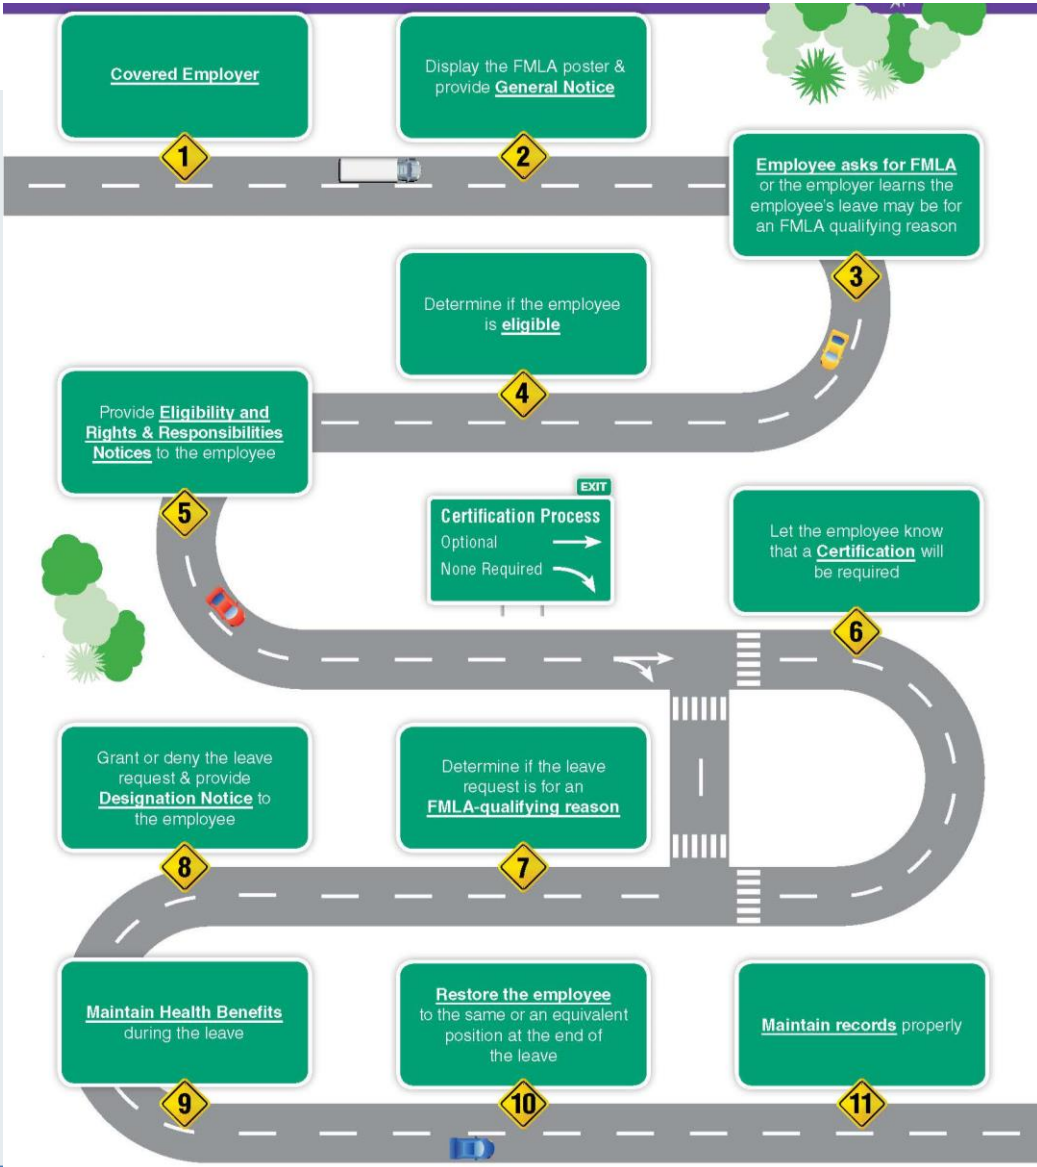 Covered Employer
1
Display the FMLA poster &
provide General Notice
2
Employee asks for FMLA
or the employer learns the
employee's leave may be for
an FMLA qualifying reason
3
Determine if the employee
is eligible
4
Provide Eligibility and
Rights & Responsibilities
Notices to the employee
5
EXIT
Certification Process
Optional
None Required
Let the employee know
that a Certification will
be required
6
Determine if the leave
request is for an
FMLA-qualifying reason
7
Grant or deny the leave
request & provide
Designation Notice to
the employee
8
Maintain Health Benefits
during the leave
9
Restore the employee
to the same or an equivalent
position at the end of
the leave
10
Maintain records properly
11